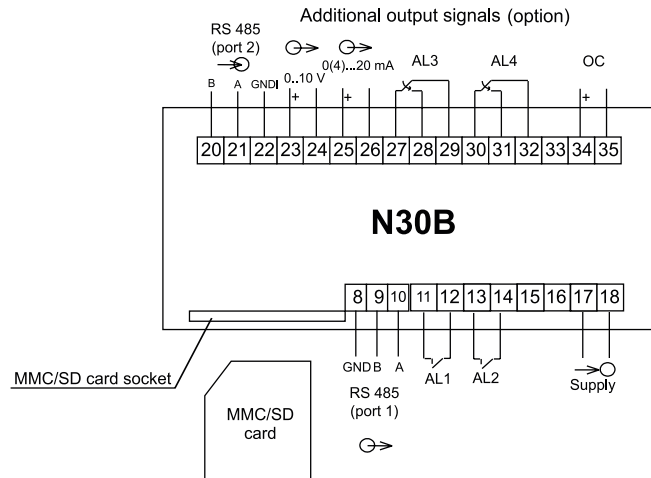 Additional output signals (option)
RS 485
(port 2)
0(4)...20 mA
AL3
AL4
OC
0..10 V
B A GNDI + + +
20 21 22 23 24 25 26 27 28 29 30 31 32 33 34 35
N30B
8 9 10 11 12 13 14 15 16 17 18
MMC/SD card socket
MMC/SD
card
GND B A
AL1
AL2
Supply
RS 485
(port 1)